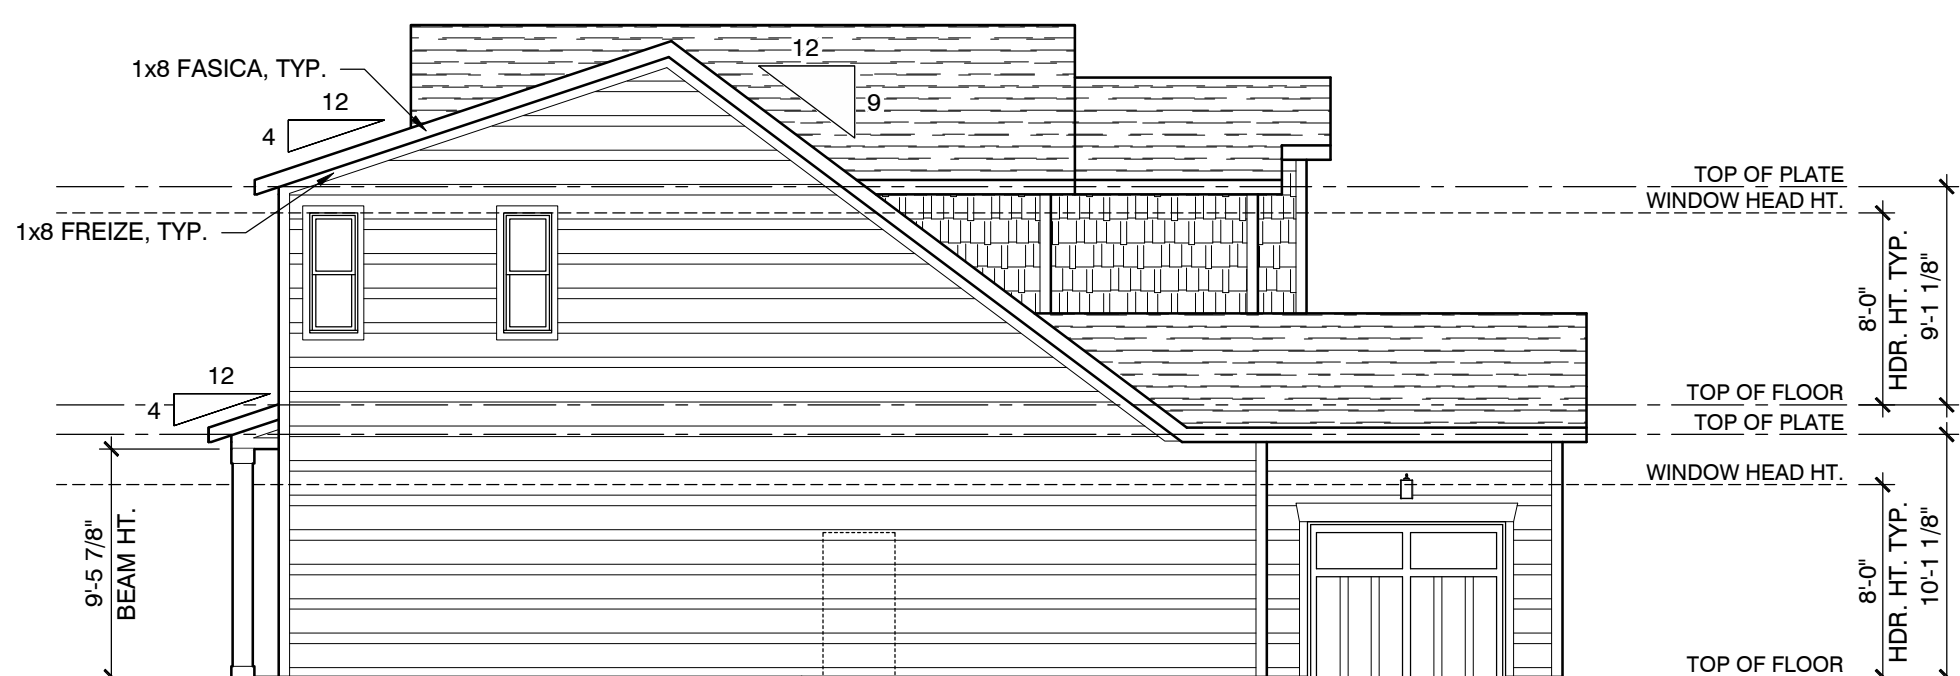 12
1x8 FASICA, TYP.
12
9
4
TOP OF PLATE
WINDOW HEAD HT.
1x8 FREIZE, TYP.
8'-0"
HDR. HT. TYP.
9'-1 1/8"
12
4
TOP OF FLOOR
TOP OF PLATE
WINDOW HEAD HT.
9'-5 7/8"
BEAM HT.
8'-0"
HDR. HT. TYP.
10'-1 1/8"
TOP OF FLOOR